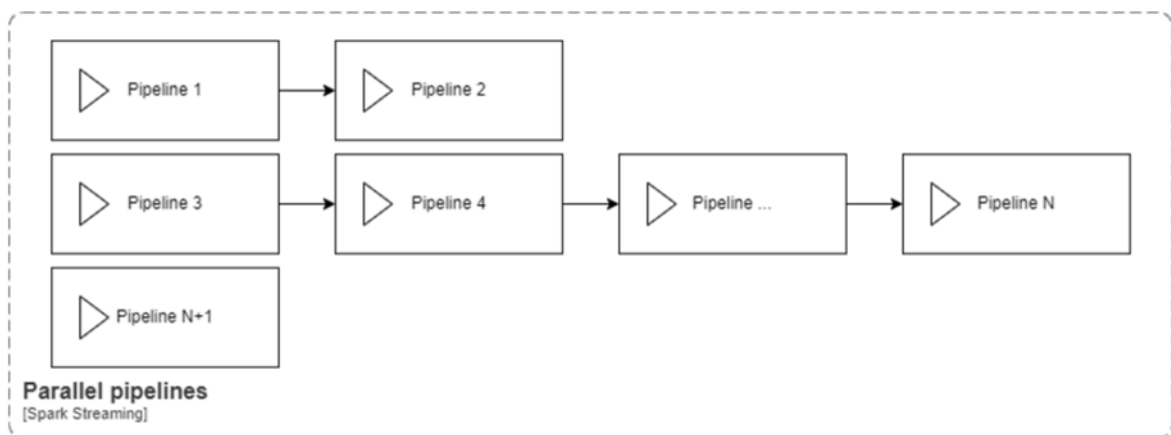 Pipeline 1
Pipeline 2
Pipeline 3
Pipeline 4
Pipeline ...
Pipeline N
Pipeline N+1
Parallel pipelines
[Spark Streaming]